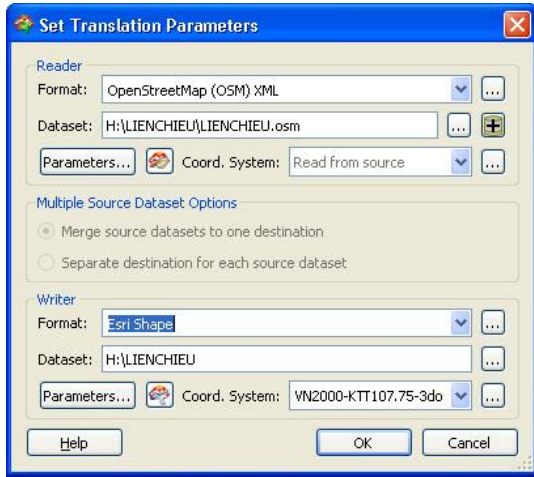 Set Translation Parameters
Reader
Format: OpenStreetMap (OSM) XML ...
Dataset: H:\LIENCHIEU\LIENCHIEU.osm ...
Parameters... Coord. System: Read from source ...
Multiple Source Dataset Options
Merge source datasets to one destination
Separate destination for each source dataset
Writer
Format: Esri Shape ...
Dataset: H:\LIENCHIEU ...
Parameters... Coord. System: VN2000-KTT107.75-3do ...
Help OK Cancel